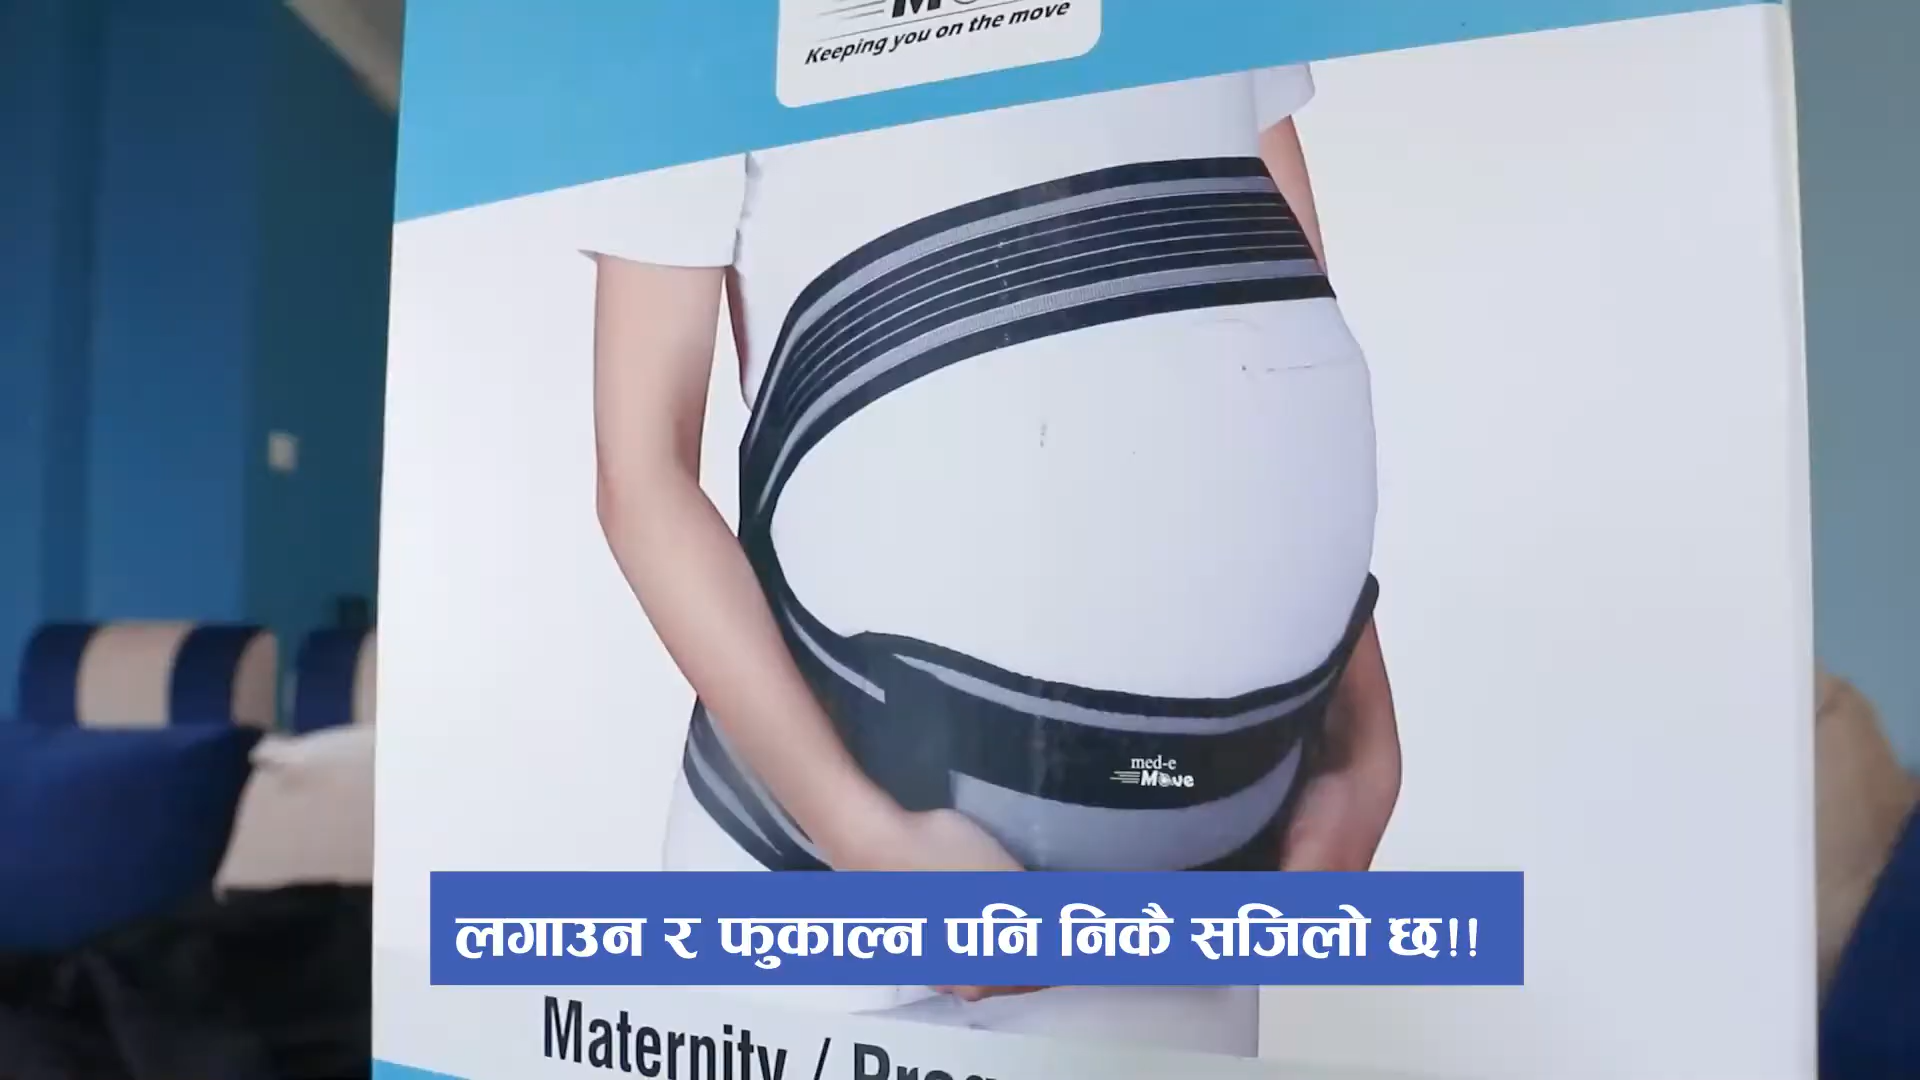 Keeping you on the move
med-e
Move
लगाउन र फुकाल्न पनि निकै सजिलो छ!!
Maternity /